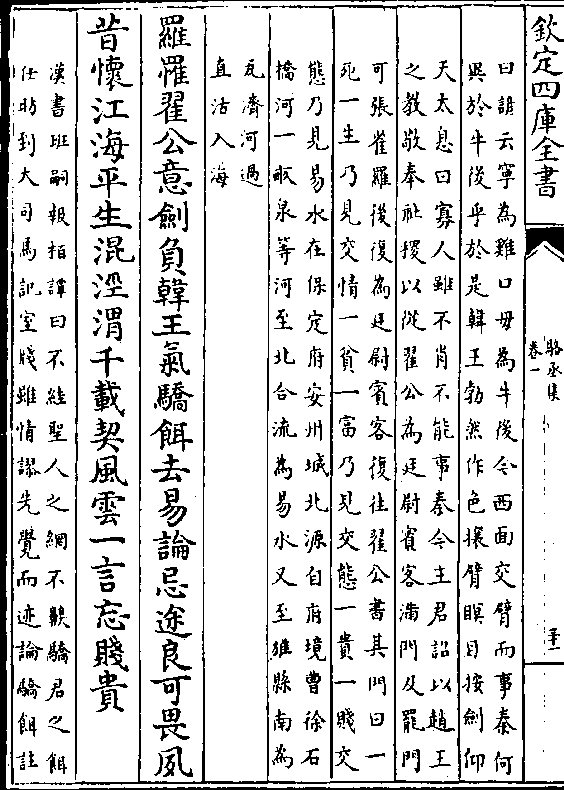 欽定四庫全書
駱丞集
卷一
曰諺云寧為雞口毋為牛後今西面交臂而事秦何
異於牛後乎於是韓王勃然作色攘臂瞑目按劍仰
天太息曰寡人雖不肖不能事秦今主君詔以趙王
之教敬奉社稷以從翟公為廷尉賓客滿門及罷門
可張雀羅後復為廷尉賓客復往翟公書其門曰一
死一生乃見交情一貧一富乃見交態一貴一賤交
態乃見易水在保定府安州城北源自府境曹徐石
橋河一畝泉等河至北合流為易水又至雄縣南為
瓦濟河過
直沽入海
羅罹翟公意劍負韓王氣驕餌去易論忌途良可畏夙
昔懷江海平生混涇渭千載契風雲一言忘賤貴
漢書班嗣報栢譚曰不絓聖人之網不齅驕君之餌
任昉到大司馬記室牋雖情謬先覺而迹論驕餌註